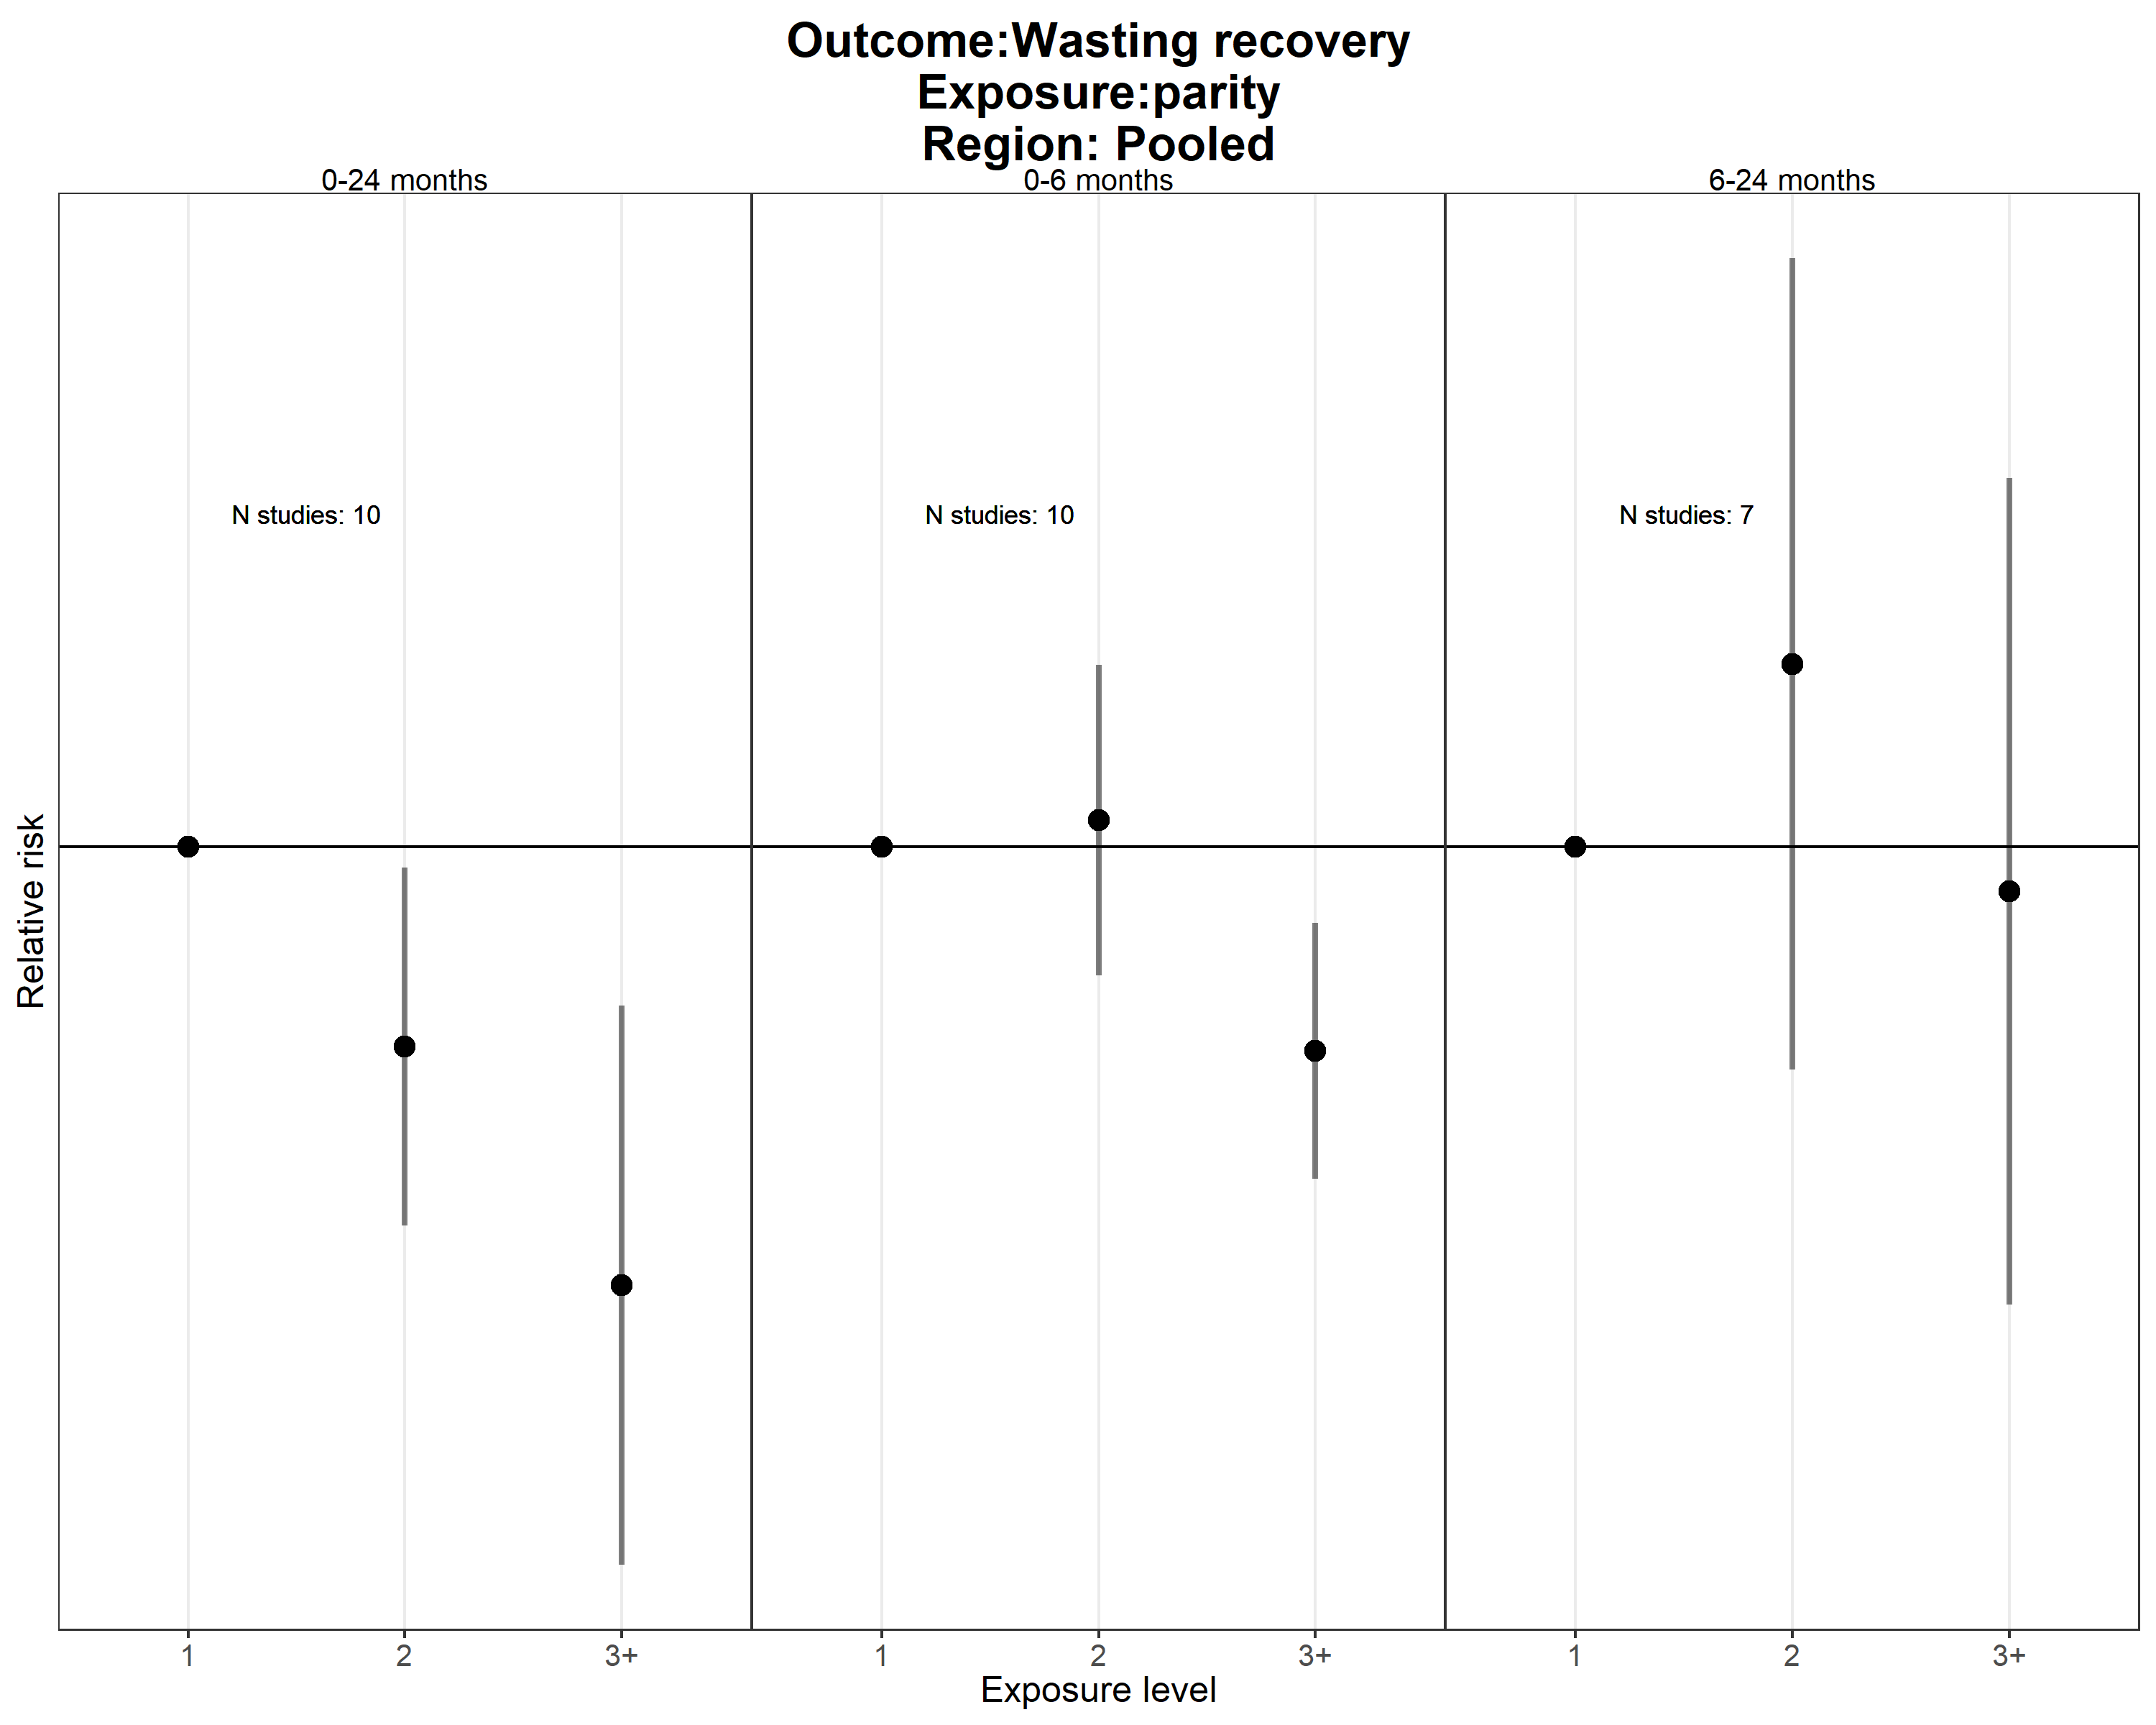 Outcome:Wasting recovery
Exposure:parity
Region: Pooled
0-24 months
0-6 months
6-24 months
N studies: 10
N studies: 10
N studies: 7
Relative risk
1
2
3+
1
2
3+
1
2
3+
Exposure level